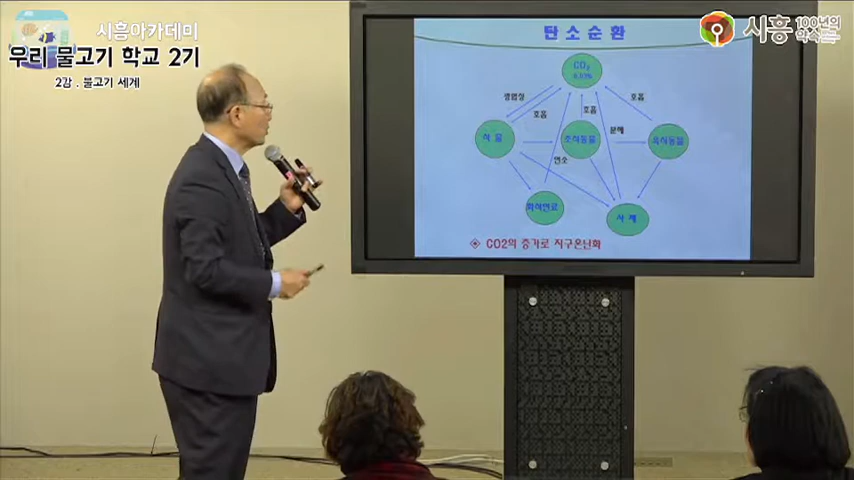 시흥아카데미
우리 물고기 학교 2기
2강 . 물고기 세계
시흥 100년의 약속
탄소순환
CO₂
0.03%
광합성
호흡
호흡
호흡
식 물
초식동물
분해
육식동물
연소
화석연료
사 체
◈ CO2의 증가로 지구온난화